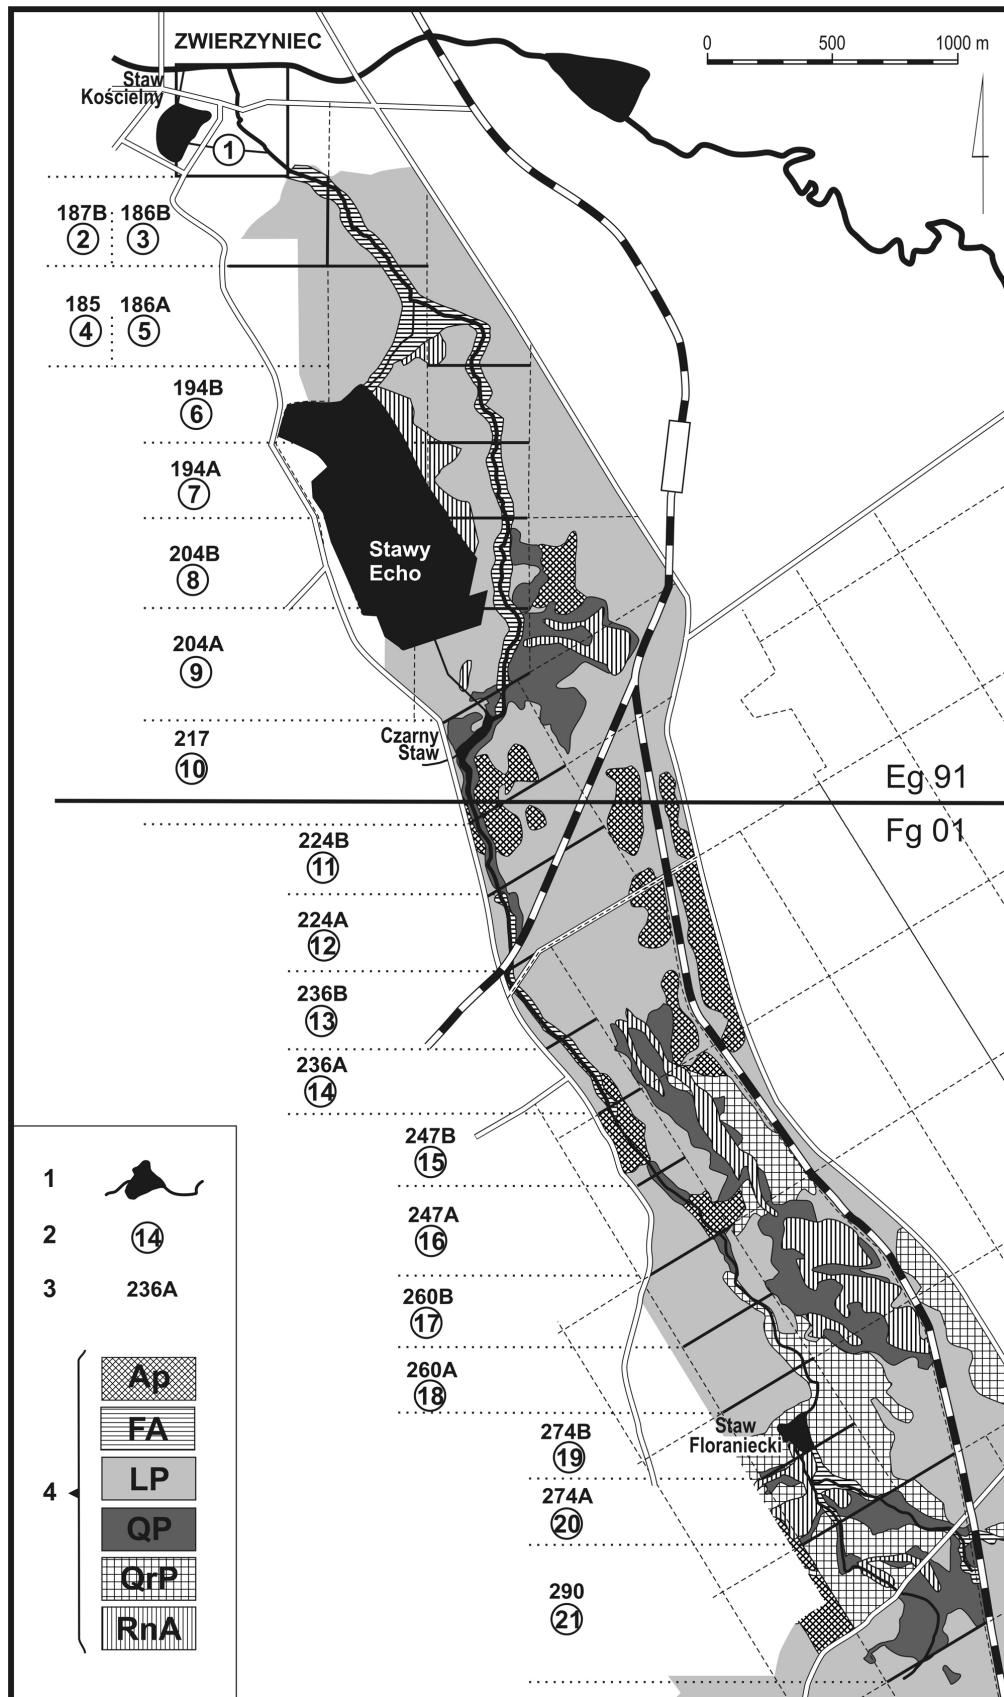 ZWIERZYNIEC
0 500 1000 m
Staw
Kościelny
1
187B 186B
2 3
185 186A
4 5
194B
6
194A
7
204B
8
Stawy
Echo
204A
9
217
10
Czarny
Staw
Eg 91
Fg 01
224B
11
224A
12
236B
13
236A
14
247B
15
247A
16
260B
17
260A
18
Staw
Floraniecki
274B
19
274A
20
290
21
1
2 14
3 236A
4
Ap
FA
LP
QP
QrP
RnA